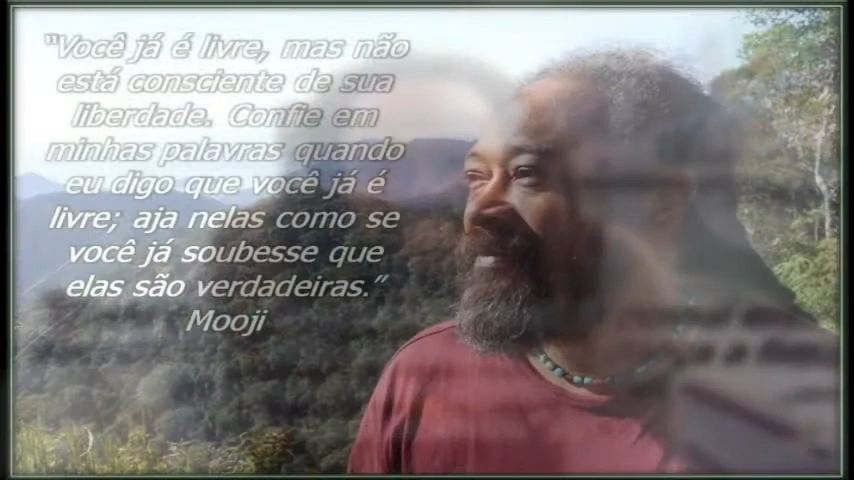 “Você já é livre, mas não
está consciente de sua
liberdade. Confie em
minhas palavras quando
eu digo que você já é
livre; aja nelas como se
você já soubesse que
elas são verdadeiras.”
Mooji